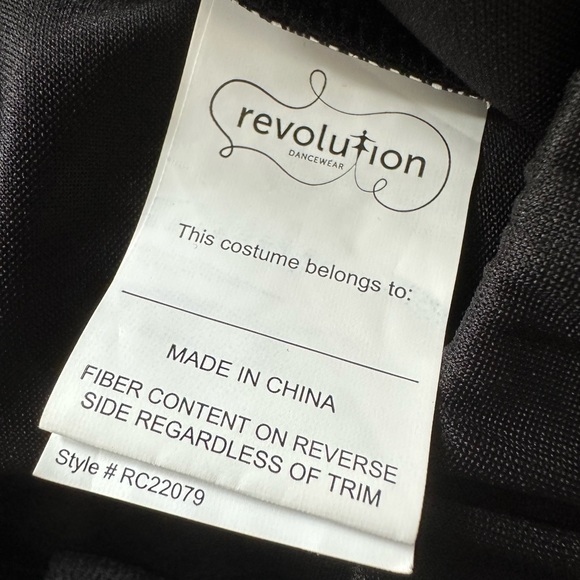 revolution
DANCEWEAR
This costume belongs to:
MADE IN CHINA
FIBER CONTENT ON REVERSE
SIDE REGARDLESS OF TRIM
Style # RC22079